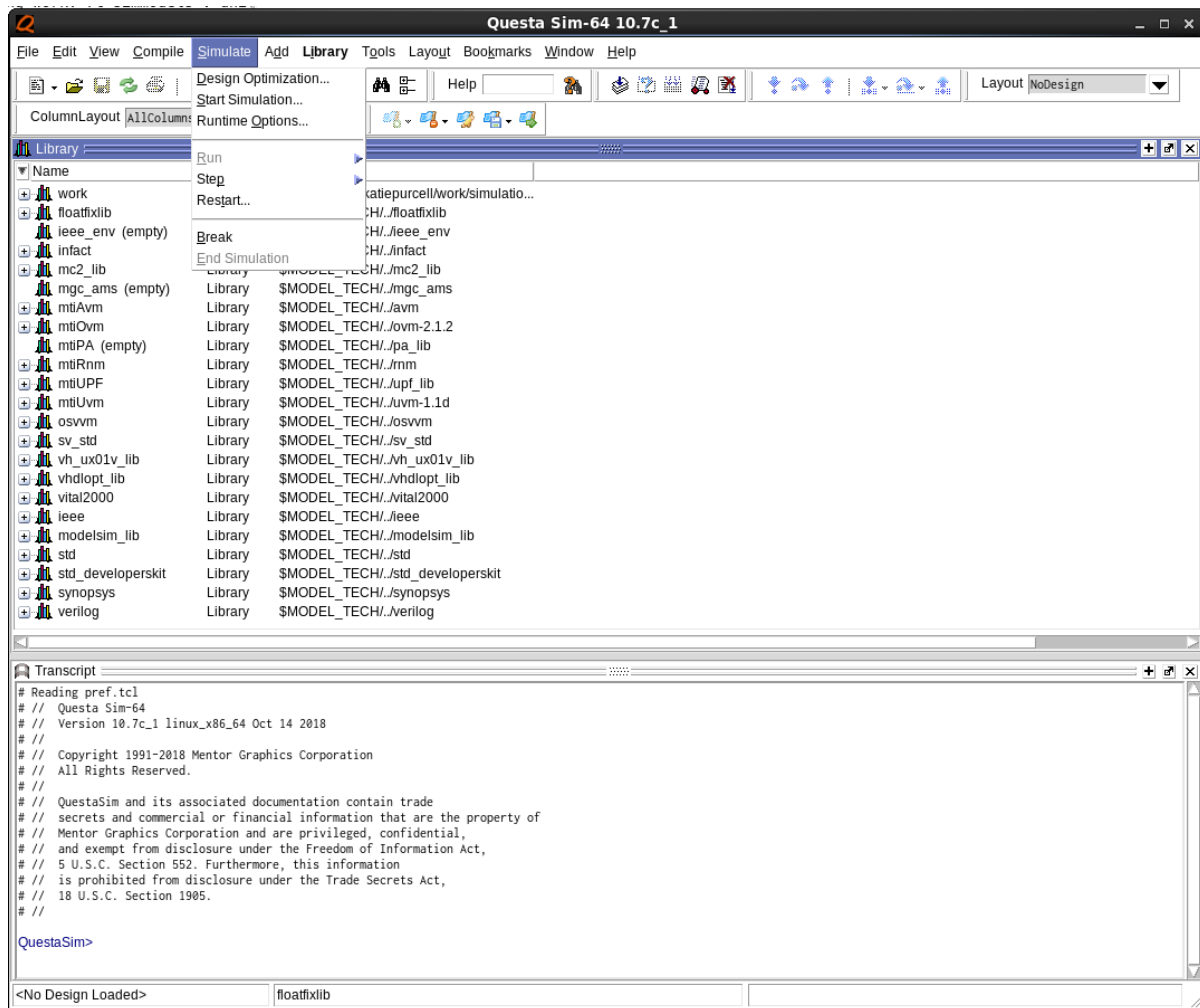 Questa Sim-64 10.7c_1
File Edit View Compile Simulate Add Library Tools Layout Bookmarks Window Help
Design Optimization...
Start Simulation...
Runtime Options...
Run
Step
Restart...
Break
End Simulation
Help
Layout NoDesign
ColumnLayout AllColumns
Library
Name
work katiepurcell/work/simulatio...
floatfixlib CH/../floatfixlib
ieee_env (empty) CH/../ieee_env
infact CH/../infact
mc2_lib Library $MODEL_TECH/../mc2_lib
mgc_ams (empty) Library $MODEL_TECH/../mgc_ams
mtiAvm Library $MODEL_TECH/../avm
mtiOvm Library $MODEL_TECH/../ovm-2.1.2
mtiPA (empty) Library $MODEL_TECH/../pa_lib
mtiRnm Library $MODEL_TECH/../rnm
mtiUPF Library $MODEL_TECH/../upf_lib
mtiUvm Library $MODEL_TECH/../uvm-1.1d
osvvm Library $MODEL_TECH/../osvvm
sv_std Library $MODEL_TECH/../sv_std
vh_ux01v_lib Library $MODEL_TECH/../vh_ux01v_lib
vhdlopt_lib Library $MODEL_TECH/../vhdlopt_lib
vital2000 Library $MODEL_TECH/../vital2000
ieee Library $MODEL_TECH/../ieee
modelsim_lib Library $MODEL_TECH/../modelsim_lib
std Library $MODEL_TECH/../std
std_developerskit Library $MODEL_TECH/../std_developerskit
synopsys Library $MODEL_TECH/../synopsys
verilog Library $MODEL_TECH/../verilog
Transcript
# Reading pref.tcl
# // Questa Sim-64
# // Version 10.7c_1 linux_x86_64 Oct 14 2018
# //
# // Copyright 1991-2018 Mentor Graphics Corporation
# // All Rights Reserved.
# //
# // QuestaSim and its associated documentation contain trade
# // secrets and commercial or financial information that are the property of
# // Mentor Graphics Corporation and are privileged, confidential,
# // and exempt from disclosure under the Freedom of Information Act,
# // 5 U.S.C. Section 552. Furthermore, this information
# // is prohibited from disclosure under the Trade Secrets Act,
# // 18 U.S.C. Section 1905.
# //
QuestaSim>
<No Design Loaded> floatfixlib